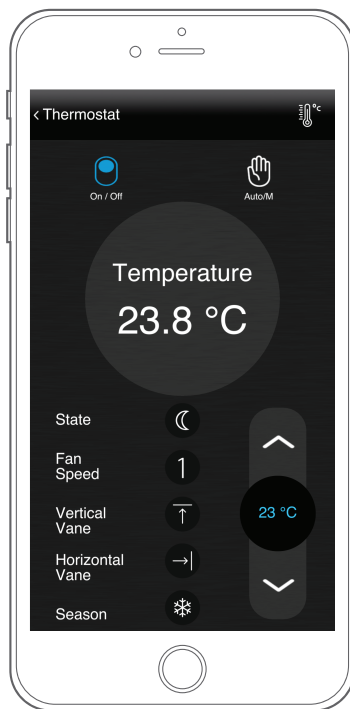 < Thermostat
°C
On / Off
Auto/M
Temperature
23.8 °C
State
Fan
Speed
1
Vertical
Vane
23 °C
Horizontal
Vane
Season